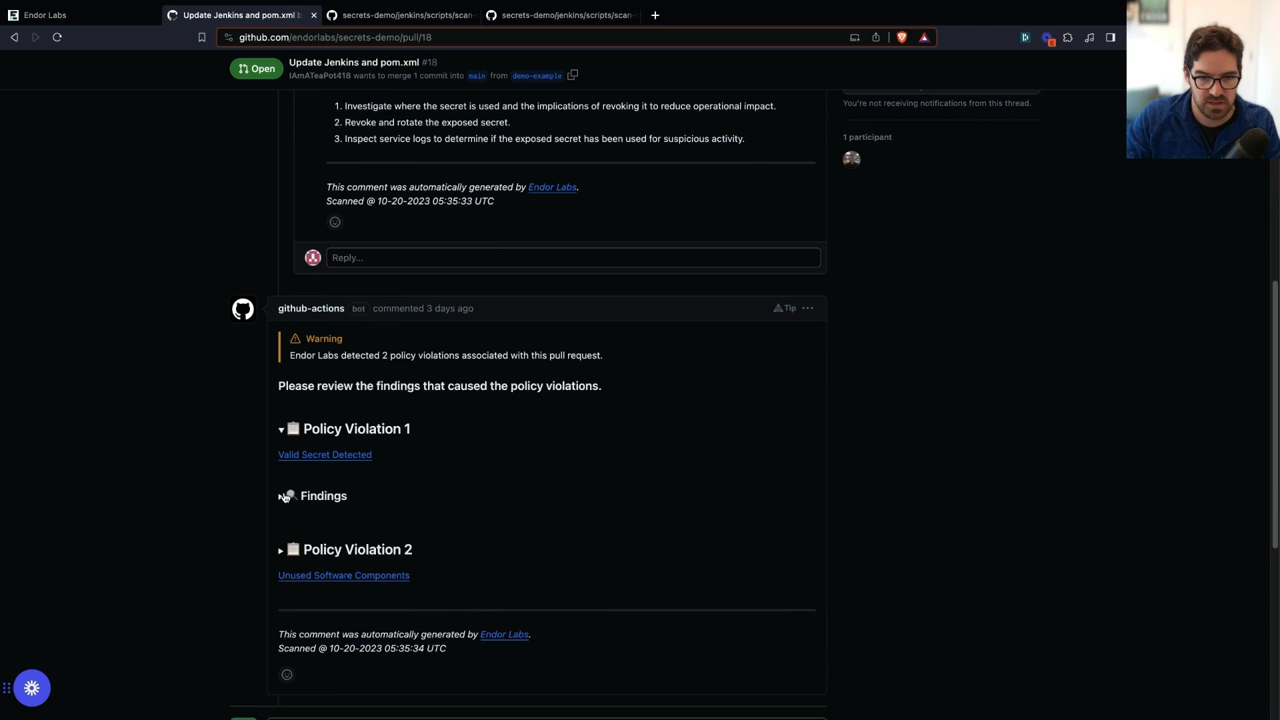 Endor Labs
Update Jenkins and pom.xml b
secrets-demo/jenkins/scripts/scan-
secrets-demo/jenkins/scripts/scan-
github.com/endorlabs/secrets-demo/pull/18
Open
Update Jenkins and pom.xml #18
IAmATeaPot418 wants to merge 1 commit into main from demo-example
You're not receiving notifications from this thread.
1. Investigate where the secret is used and the implications of revoking it to reduce operational impact.
2. Revoke and rotate the exposed secret.
3. Inspect service logs to determine if the exposed secret has been used for suspicious activity.
1 participant
This comment was automatically generated by Endor Labs.
Scanned @ 10-20-2023 05:35:33 UTC
Reply...
github-actions bot commented 3 days ago
Tip
Warning
Endor Labs detected 2 policy violations associated with this pull request.
Please review the findings that caused the policy violations.
Policy Violation 1
Valid Secret Detected
Findings
Policy Violation 2
Unused Software Components
This comment was automatically generated by Endor Labs.
Scanned @ 10-20-2023 05:35:34 UTC